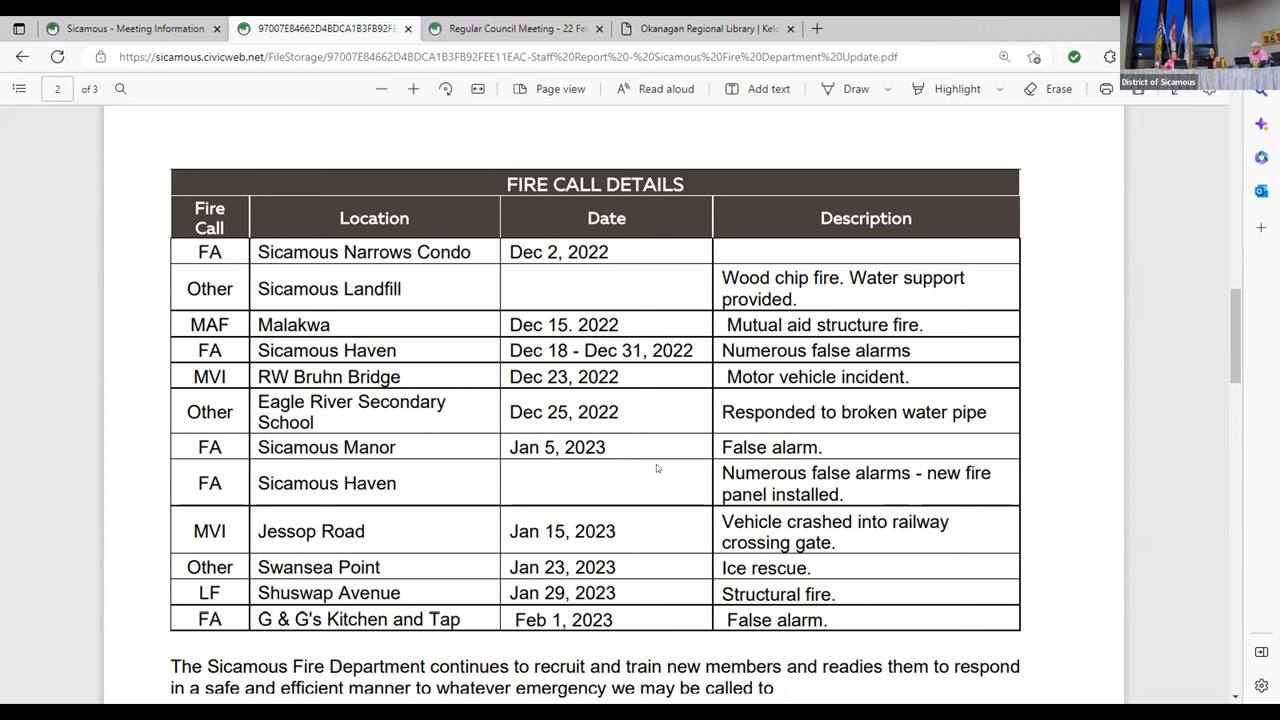 Sicamous - Meeting Information
97007E84662D4BDCA1B3FB92FE
Regular Council Meeting - 22 Fe
Okanagan Regional Library | Kelo
https://sicamous.civicweb.net/FileStorage/97007E84662D4BDCA1B3FB92FEE11EAC-Staff%20Report%20-%20Sicamous%20Fire%20Department%20Update.pdf
District of Sicamous
2 of 3
Page view
Read aloud
Add text
Draw
Highlight
Erase
FIRE CALL DETAILS
Fire Call Location Date Description
FA Sicamous Narrows Condo Dec 2, 2022
Other Sicamous Landfill Wood chip fire. Water support
provided.
MAF Malakwa Dec 15. 2022 Mutual aid structure fire.
FA Sicamous Haven Dec 18 - Dec 31, 2022 Numerous false alarms
MVI RW Bruhn Bridge Dec 23, 2022 Motor vehicle incident.
Other Eagle River Secondary School Dec 25, 2022 Responded to broken water pipe
FA Sicamous Manor Jan 5, 2023 False alarm.
FA Sicamous Haven Numerous false alarms - new fire
panel installed.
MVI Jessop Road Jan 15, 2023 Vehicle crashed into railway
crossing gate.
Other Swansea Point Jan 23, 2023 Ice rescue.
LF Shuswap Avenue Jan 29, 2023 Structural fire.
FA G & G's Kitchen and Tap Feb 1, 2023 False alarm.
The Sicamous Fire Department continues to recruit and train new members and readies them to respond
in a safe and efficient manner to whatever emergency we may be called to